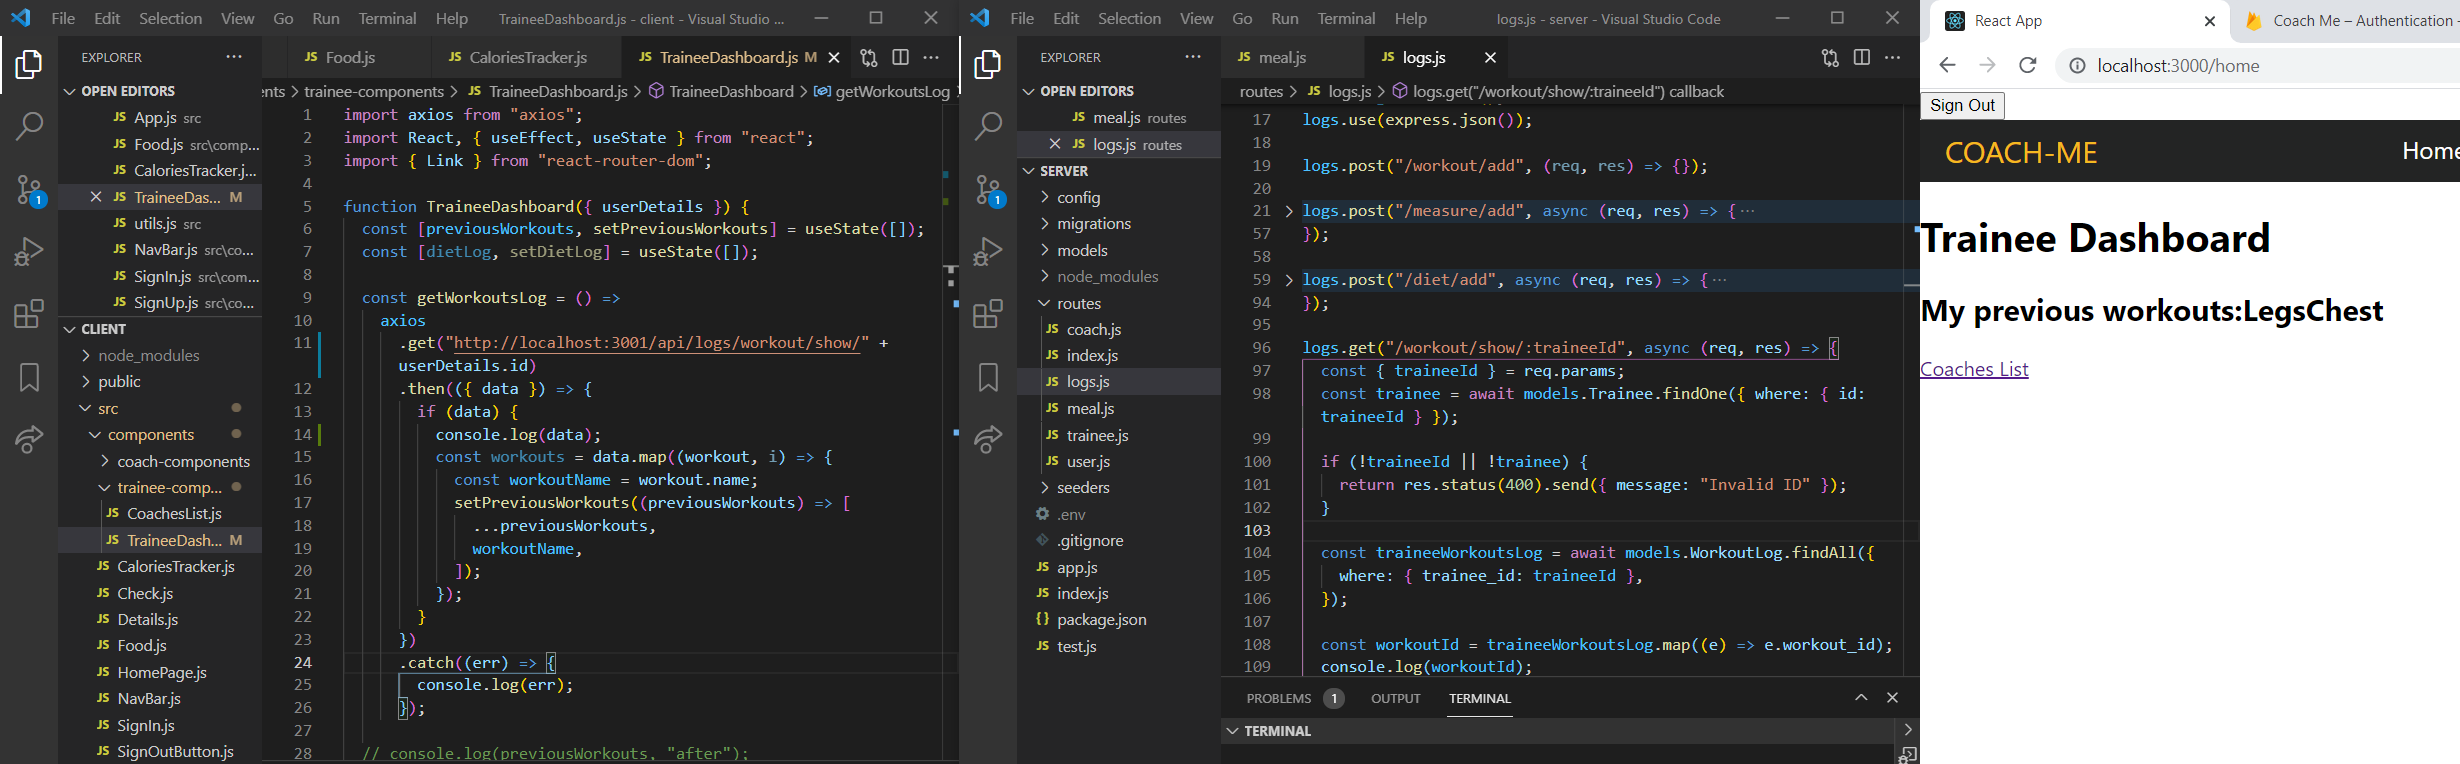 File Edit Selection View Go Run Terminal Help TraineeDashboard.js - client - Visual Studio ...
EXPLORER ...
OPEN EDITORS
JS App.js src
JS Food.js src\comp...
JS CaloriesTracker.j...
JS TraineeDas... M
JS utils.js src
JS NavBar.js src\co...
JS SignIn.js src\com...
JS SignUp.js src\co...
1
CLIENT
node_modules
public
src
components
coach-components
trainee-comp...
JS CoachesList.js
JS TraineeDash... M
JS CaloriesTracker.js
JS Check.js
JS Details.js
JS Food.js
JS HomePage.js
JS NavBar.js
JS SignIn.js
JS SignOutButton.js
JS Food.js JS CaloriesTracker.js JS TraineeDashboard.js M
ents > trainee-components > JS TraineeDashboard.js > TraineeDashboard > getWorkoutsLog
1 import axios from "axios";
2 import React, { useEffect, useState } from "react";
3 import { Link } from "react-router-dom";
4
5 function TraineeDashboard({ userDetails }) {
6 const [previousWorkouts, setPreviousWorkouts] = useState([]);
7 const [dietLog, setDietLog] = useState([]);
8
9 const getWorkoutsLog = () =>
10 axios
11 .get("http://localhost:3001/api/logs/workout/show/" +
userDetails.id)
12 .then(({ data }) => {
13 if (data) {
14 console.log(data);
15 const workouts = data.map((workout, i) => {
16 const workoutName = workout.name;
17 setPreviousWorkouts((previousWorkouts) => [
18 ...previousWorkouts,
19 workoutName,
20 ]);
21 });
22 }
23 })
24 .catch((err) => {
25 console.log(err);
26 });
27
28 // console.log(previousWorkouts, "after");
File Edit Selection View Go Run Terminal Help logs.js - server - Visual Studio Code
EXPLORER ...
OPEN EDITORS
JS meal.js routes
JS logs.js routes
1
SERVER
config
migrations
models
node_modules
routes
JS coach.js
JS index.js
JS logs.js
JS meal.js
JS trainee.js
JS user.js
seeders
.env
.gitignore
JS app.js
JS index.js
{} package.json
JS test.js
JS meal.js JS logs.js
routes > JS logs.js > logs.get("/workout/show/:traineeId") callback
17 logs.use(express.json());
18
19 logs.post("/workout/add", (req, res) => {});
20
21 logs.post("/measure/add", async (req, res) => {...
57 });
58
59 logs.post("/diet/add", async (req, res) => {...
94 });
95
96 logs.get("/workout/show/:traineeId", async (req, res) => {
97 const { traineeId } = req.params;
98 const trainee = await models.Trainee.findOne({ where: { id:
traineeId } });
99
100 if (!traineeId || !trainee) {
101 return res.status(400).send({ message: "Invalid ID" });
102 }
103
104 const traineeWorkoutsLog = await models.WorkoutLog.findAll({
105 where: { trainee_id: traineeId },
106 });
107
108 const workoutId = traineeWorkoutsLog.map((e) => e.workout_id);
109 console.log(workoutId);
PROBLEMS 1 OUTPUT TERMINAL
TERMINAL
React App Coach Me – Authentication -
localhost:3000/home
Sign Out
COACH-ME Home
Trainee Dashboard
My previous workouts:LegsChest
Coaches List